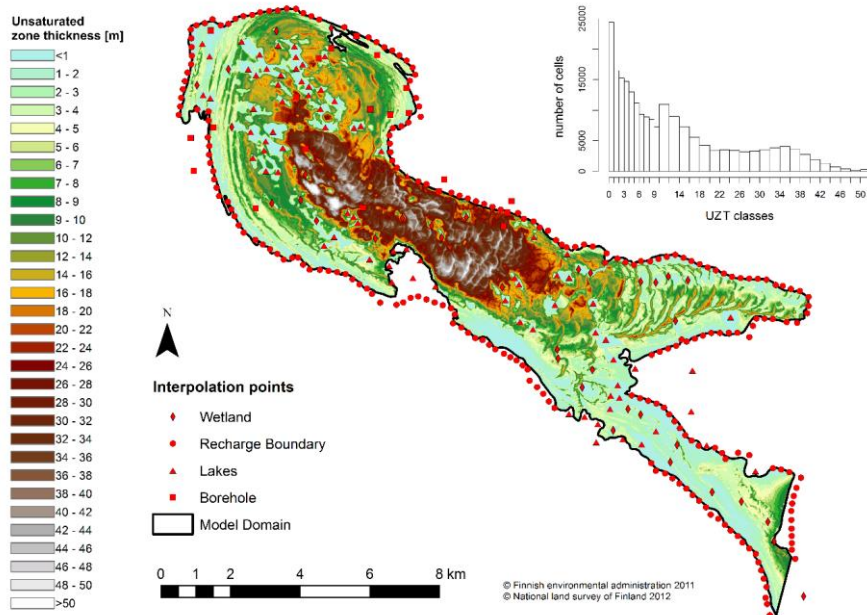 Unsaturated
zone thickness [m]
<1
1 - 2
2 - 3
3 - 4
4 - 5
5 - 6
6 - 7
7 - 8
8 - 9
9 - 10
10 - 12
12 - 14
14 - 16
16 - 18
18 - 20
20 - 22
22 - 24
24 - 26
26 - 28
28 - 30
30 - 32
32 - 34
34 - 36
36 - 38
38 - 40
40 - 42
42 - 44
44 - 46
46 - 48
48 - 50
>50
N
Interpolation points
Wetland
Recharge Boundary
Lakes
Borehole
Model Domain
0 1 2 4 6 8 km
number of cells
0 5000 15000 25000
0 3 6 9 14 18 22 26 30 34 38 42 46 50
UZT classes
© Finnish environmental administration 2011
© National land survey of Finland 2012